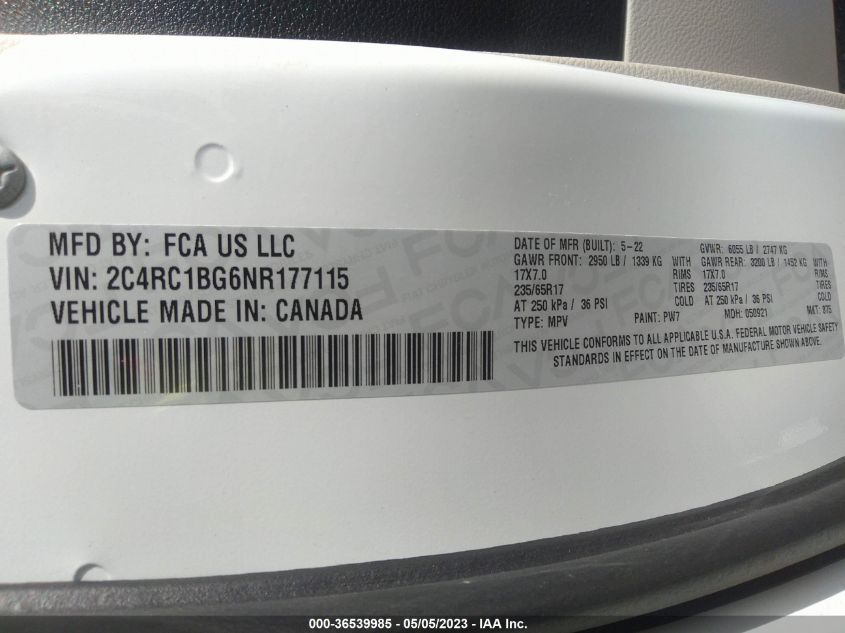 MFD BY: FCA US LLC
VIN: 2C4RC1BG6NR177115
VEHICLE MADE IN: CANADA
DATE OF MFR (BUILT): 5-22 GVWR: 6055 LB / 2747 KG
GAWR FRONT: 2950 LB / 1339 KG WITH GAWR REAR: 3200 LB / 1452 KG WITH
17X7.0 RIMS 17X7.0 RIMS
235/65R17 TIRES 235/65R17 TIRES
AT 250 kPa / 36 PSI COLD AT 250 kPa / 36 PSI COLD
TYPE: MPV PAINT: PW7 MDH: 050921 MKT: 875
THIS VEHICLE CONFORMS TO ALL APPLICABLE U.S.A. FEDERAL MOTOR VEHICLE SAFETY
STANDARDS IN EFFECT ON THE DATE OF MANUFACTURE SHOWN ABOVE.
000-36539985 - 05/05/2023 - IAA Inc.